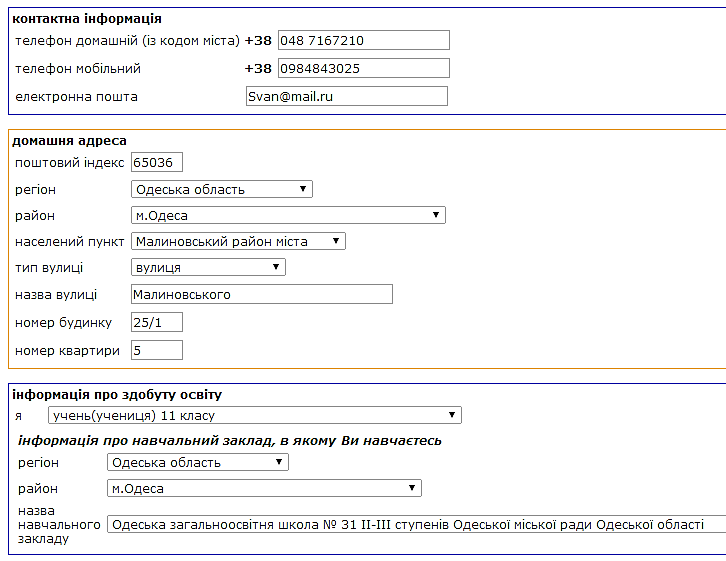 контактна інформація
телефон домашній (із кодом міста) +38 048 7167210
телефон мобільний +38 0984843025
електронна пошта Svan@mail.ru
домашня адреса
поштовий індекс 65036
регіон Одеська область
район м.Одеса
населений пункт Малиновський район міста
тип вулиці вулиця
назва вулиці Малиновського
номер будинку 25/1
номер квартири 5
інформація про здобуту освіту
я учень(учениця) 11 класу
інформація про навчальний заклад, в якому Ви навчаєтесь
регіон Одеська область
район м.Одеса
назва
навчального Одеська загальноосвітня школа № 31 ІІ-ІІІ ступенів Одеської міської ради Одеської області
закладу